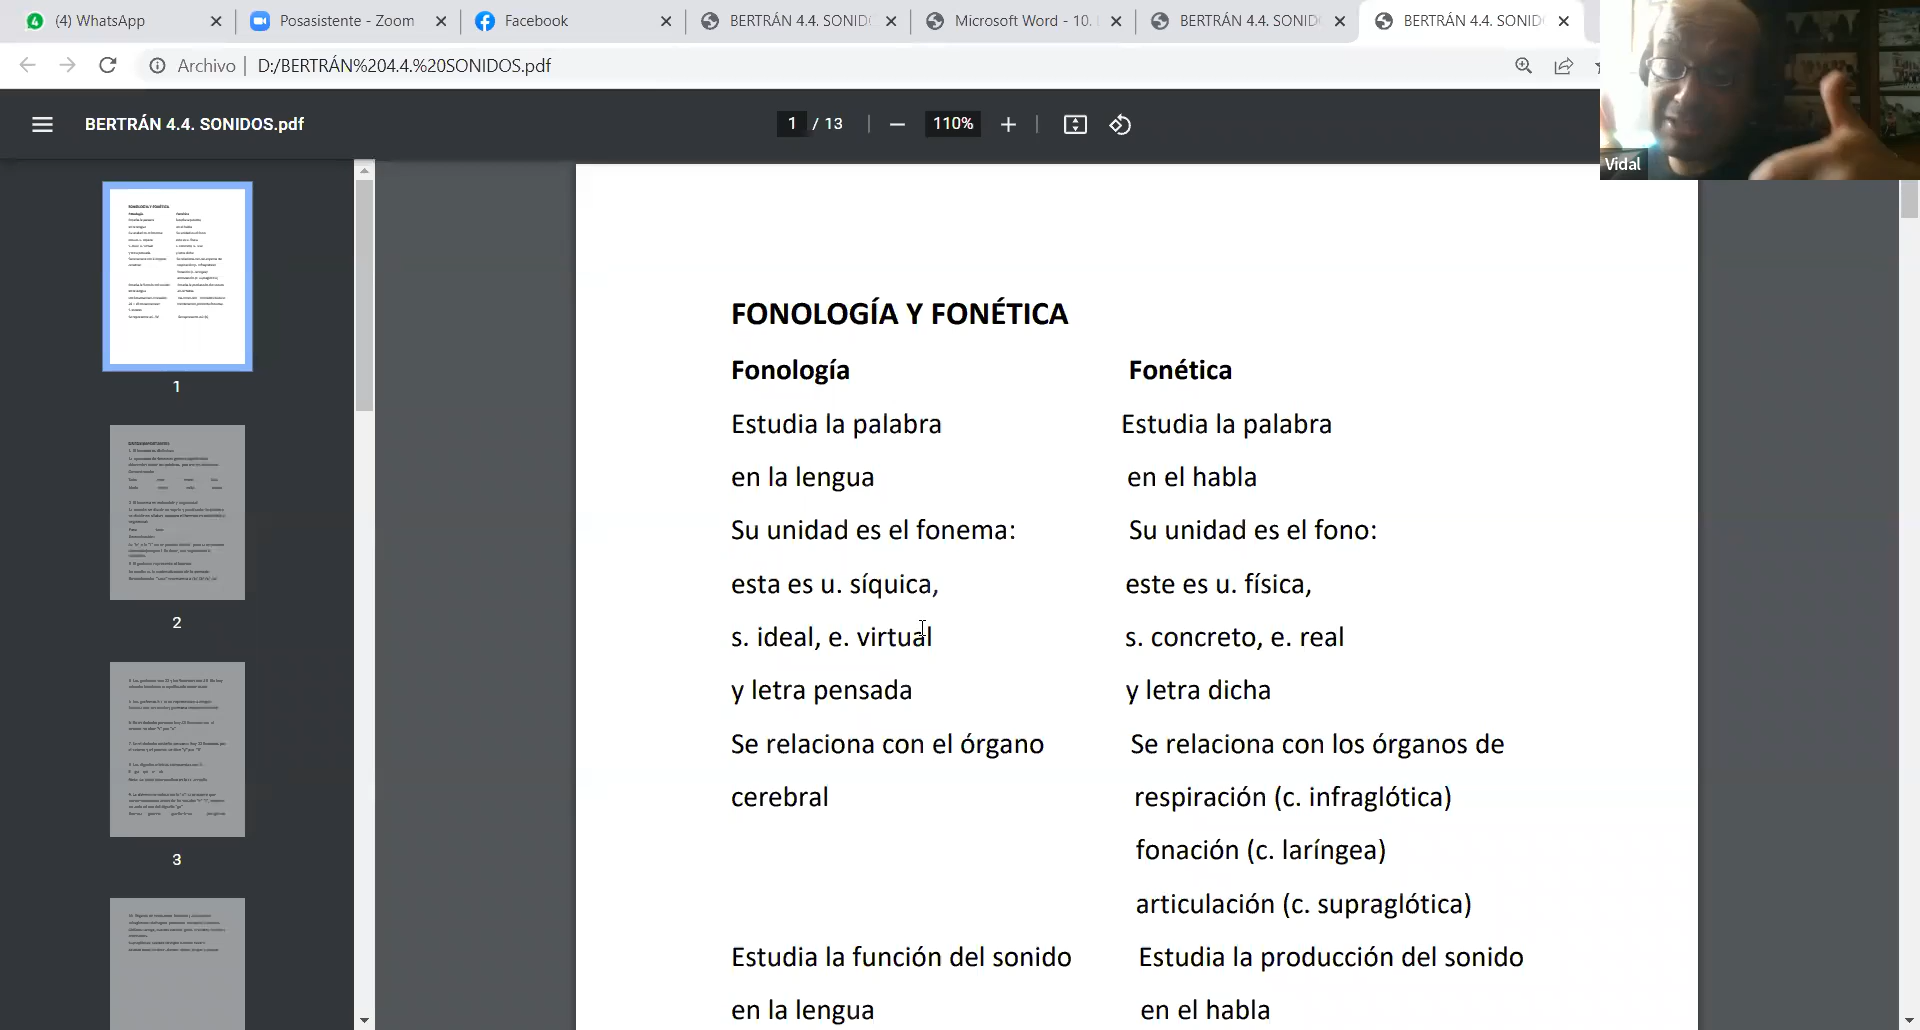 (4) WhatsApp
Posasistente - Zoom
Facebook
BERTRÁN 4.4. SONID
Microsoft Word - 10.
BERTRÁN 4.4. SONID
BERTRÁN 4.4. SONID
Archivo | D:/BERTRÁN%204.4.%20SONIDOS.pdf
BERTRÁN 4.4. SONIDOS.pdf
1 / 13
110%
Vidal
1
2
3
FONOLOGÍA Y FONÉTICA
Fonología Fonética
Estudia la palabra Estudia la palabra
en la lengua en el habla
Su unidad es el fonema: Su unidad es el fono:
esta es u. síquica, este es u. física,
s. ideal, e. virtual s. concreto, e. real
y letra pensada y letra dicha
Se relaciona con el órgano Se relaciona con los órganos de
cerebral respiración (c. infraglótica)
fonación (c. laríngea)
articulación (c. supraglótica)
Estudia la función del sonido Estudia la producción del sonido
en la lengua en el habla